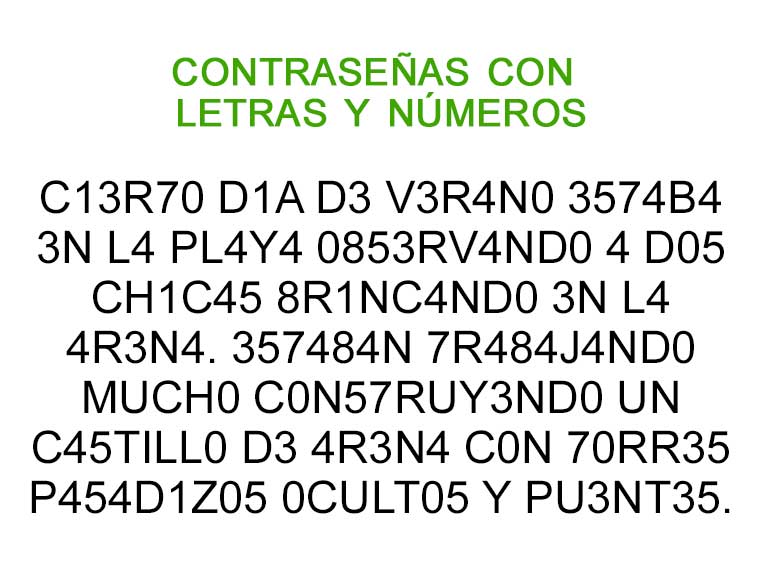 CONTRASEÑAS CON
LETRAS Y NÚMEROS
C13R70 D1A D3 V3R4N0 3574B4
3N L4 PL4Y4 0853RV4ND0 4 D05
CH1C45 8R1NC4ND0 3N L4
4R3N4. 357484N 7R484J4ND0
MUCH0 C0N57RUY3ND0 UN
C45TILL0 D3 4R3N4 C0N 70RR35
P454D1Z05 0CULT05 Y PU3NT35.